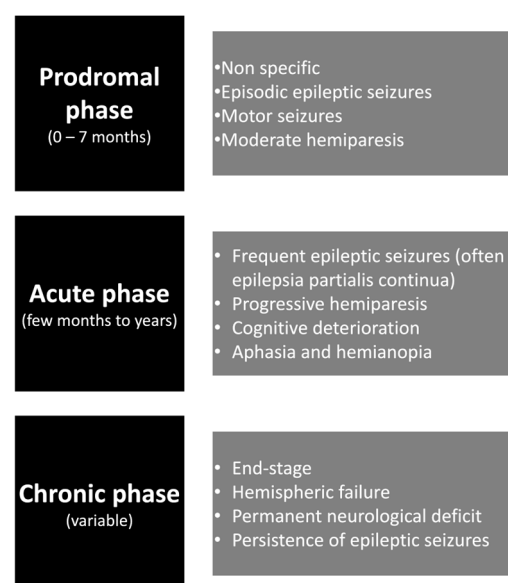 Prodromal
phase
(0 – 7 months)
•Non specific
•Episodic epileptic seizures
•Motor seizures
•Moderate hemiparesis
Acute phase
(few months to years)
• Frequent epileptic seizures (often
epilepsia partialis continua)
• Progressive hemiparesis
• Cognitive deterioration
• Aphasia and hemianopia
Chronic phase
(variable)
• End-stage
• Hemispheric failure
• Permanent neurological deficit
• Persistence of epileptic seizures